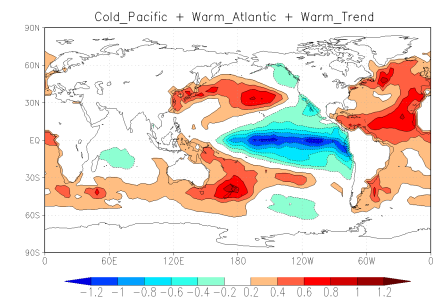 Cold_Pacific + Warm_Atlantic + Warm_Trend
90N
60N
30N
EQ
30S
60S
90S
0 60E 120E 180 120W 60W 0
-1.2 -1 -0.8 -0.6 -0.4 -0.2 0.2 0.4 0.6 0.8 1 1.2